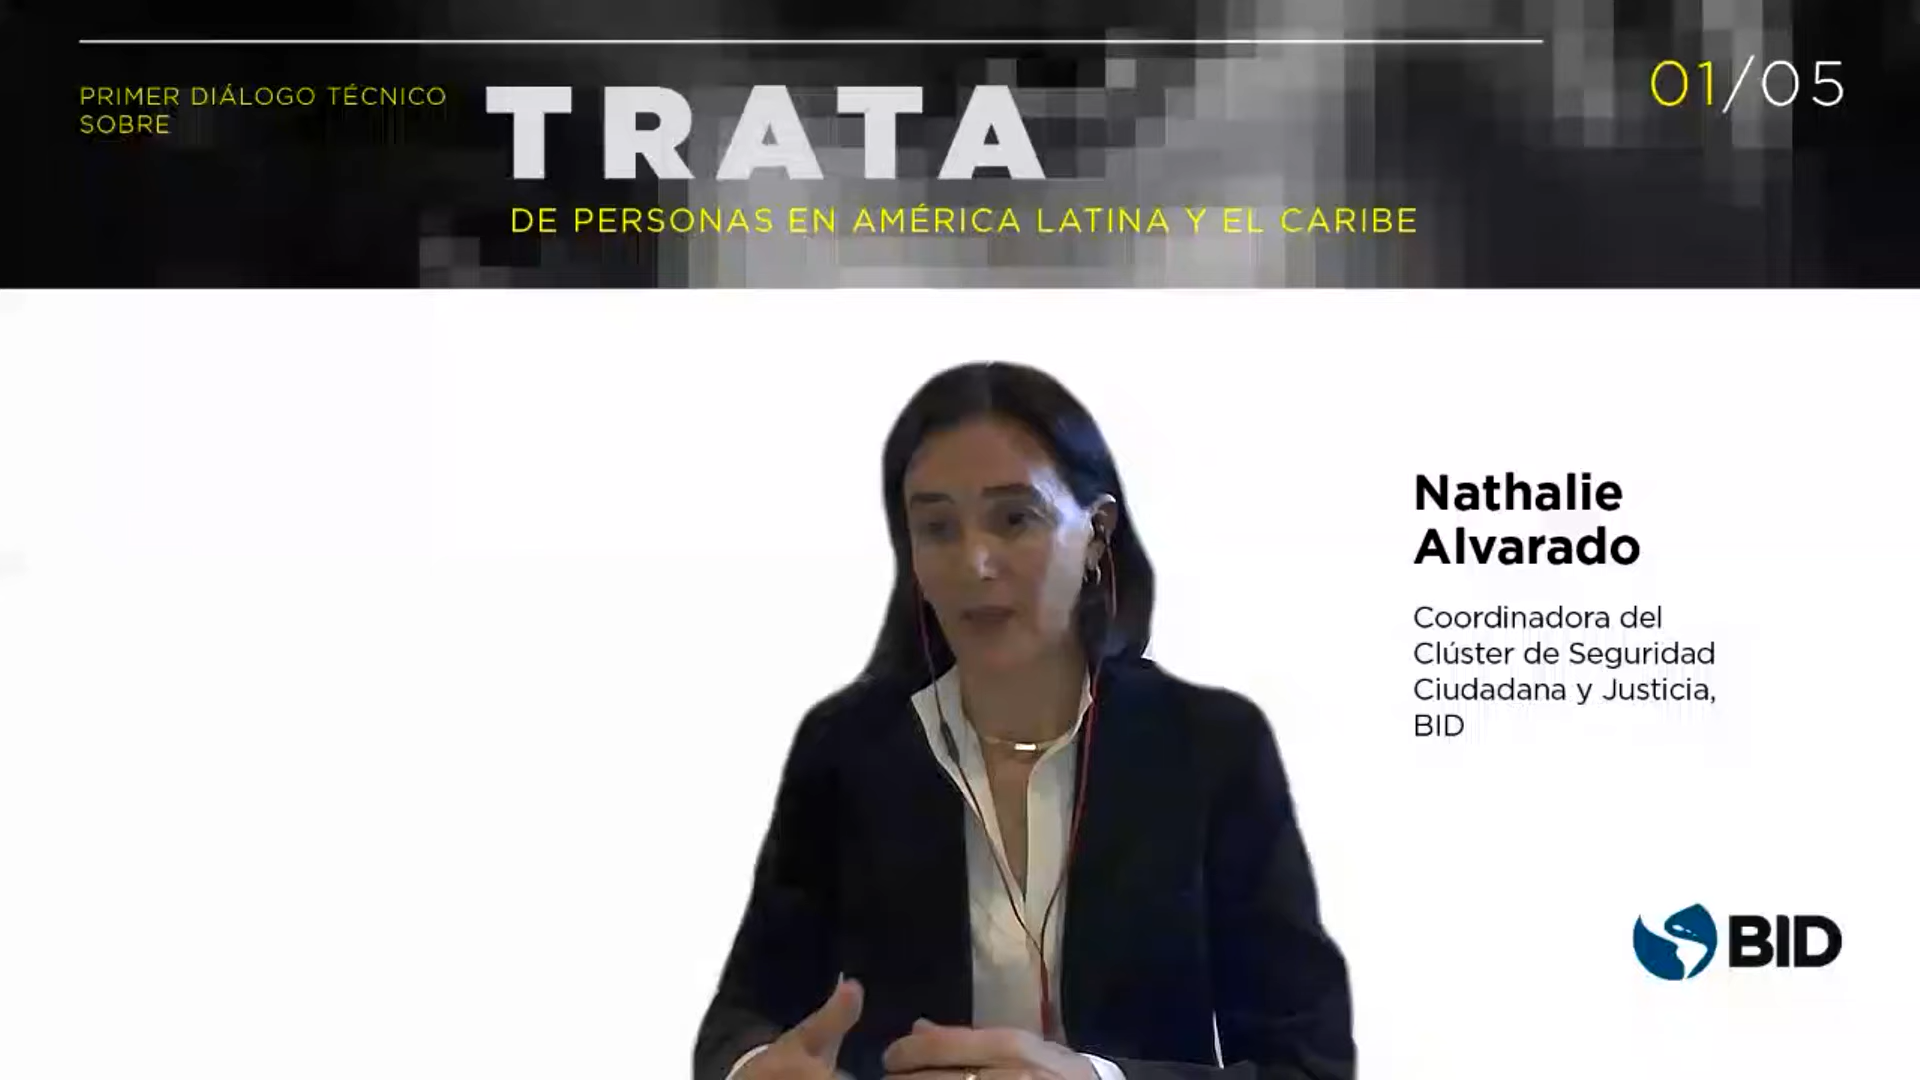 PRIMER DIÁLOGO TÉCNICO
SOBRE
TRATA
DE PERSONAS EN AMÉRICA LATINA Y EL CARIBE
01/05
Nathalie
Alvarado
Coordinadora del
Clúster de Seguridad
Ciudadana y Justicia,
BID
BID